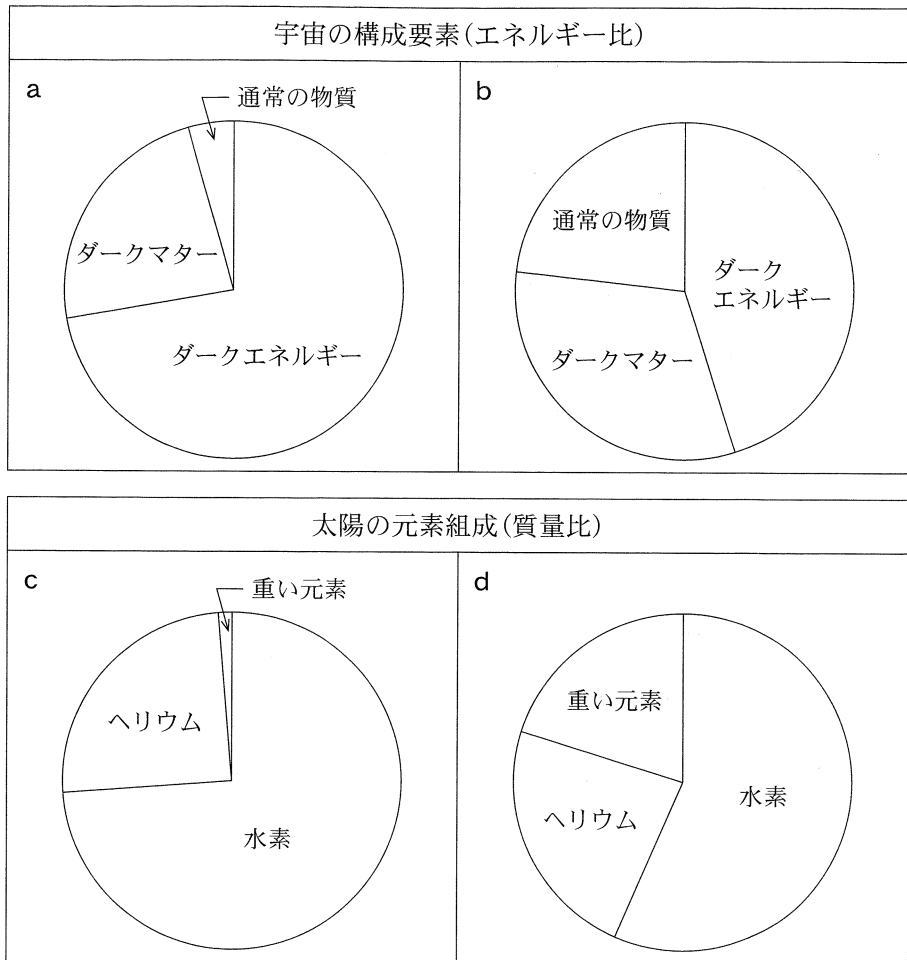 宇宙の構成要素(エネルギー比)
a
通常の物質
ダークマター
ダークエネルギー
b
通常の物質
ダーク
エネルギー
ダークマター
太陽の元素組成(質量比)
c
重い元素
ヘリウム
水素
d
重い元素
ヘリウム
水素